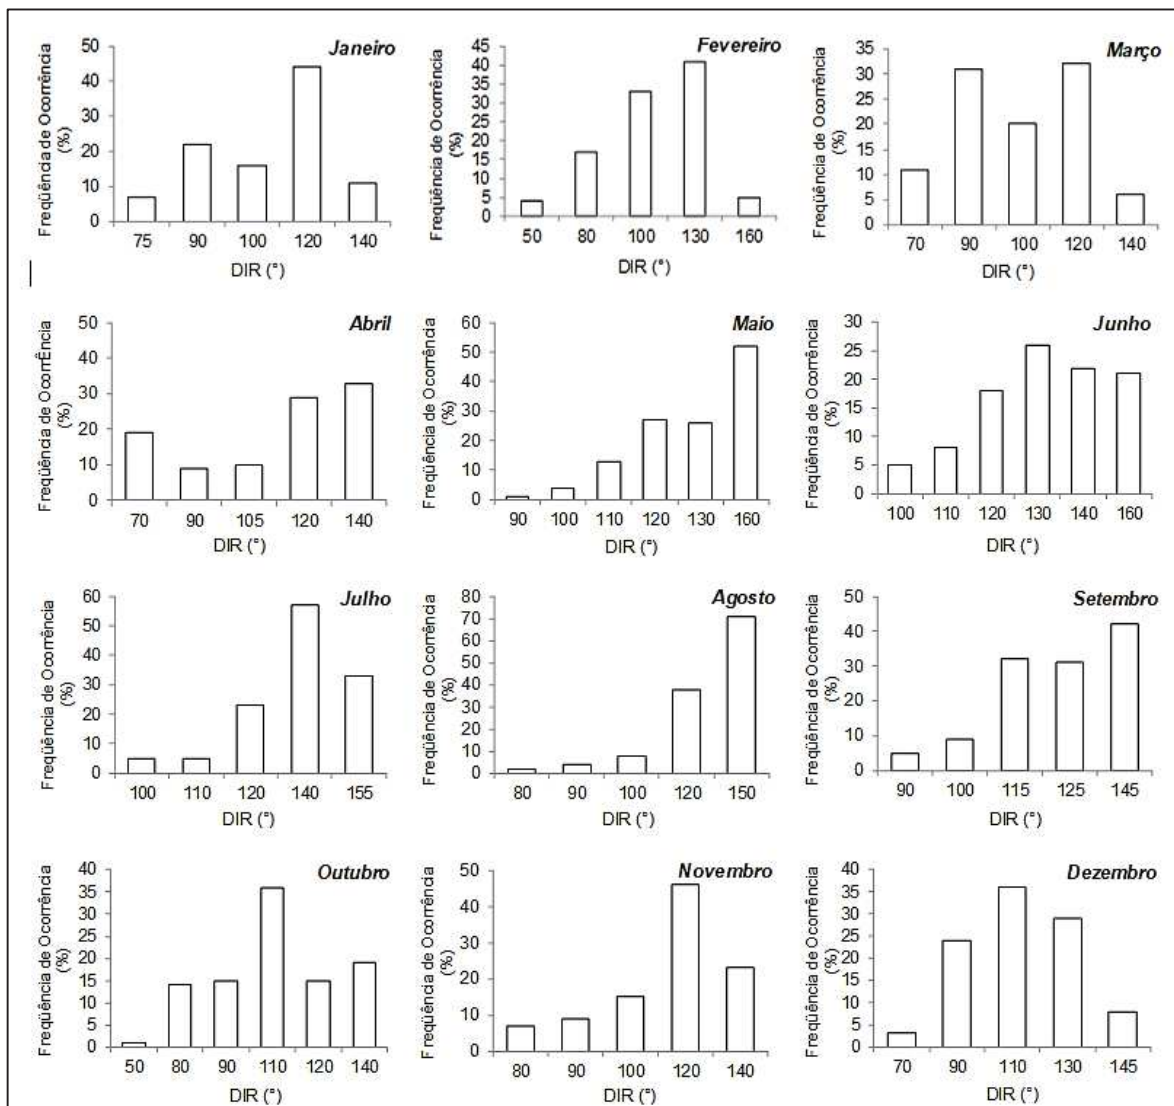 Janeiro
Freqüência de Ocorrência
(%)
50
40
30
20
10
0
75 90 100 120 140
DIR (°)
Fevereiro
Freqüência de Ocorrência
(%)
45
40
35
30
25
20
15
10
5
0
50 80 100 130 160
DIR (°)
Março
Freqüência de Ocorrência
(%)
35
30
25
20
15
10
5
0
70 90 100 120 140
DIR (°)
Abril
Freqüência de OcorrÊncia
(%)
50
40
30
20
10
0
70 90 105 120 140
DIR (°)
Maio
Freqüência de Ocorrência
(%)
60
50
40
30
20
10
0
90 100 110 120 130 160
DIR (°)
Junho
Freqüência de Ocorrência
(%)
30
25
20
15
10
5
0
100 110 120 130 140 160
DIR (°)
Julho
Freqüência de Ocorrência
(%)
60
50
40
30
20
10
0
100 110 120 140 155
DIR (°)
Agosto
Freqüência de Ocorrência
(%)
80
70
60
50
40
30
20
10
0
80 90 100 120 150
DIR (°)
Setembro
Freqüência de Ocorrência
(%)
50
40
30
20
10
0
90 100 115 125 145
DIR (°)
Outubro
Freqüência de Ocorrência
(%)
40
35
30
25
20
15
10
5
0
50 80 90 110 120 140
DIR (°)
Novembro
Freqüência de Ocorrência
(%)
50
40
30
20
10
0
80 90 100 120 140
DIR (°)
Dezembro
Freqüência de Ocorrência
(%)
40
35
30
25
20
15
10
5
0
70 90 110 130 145
DIR (°)